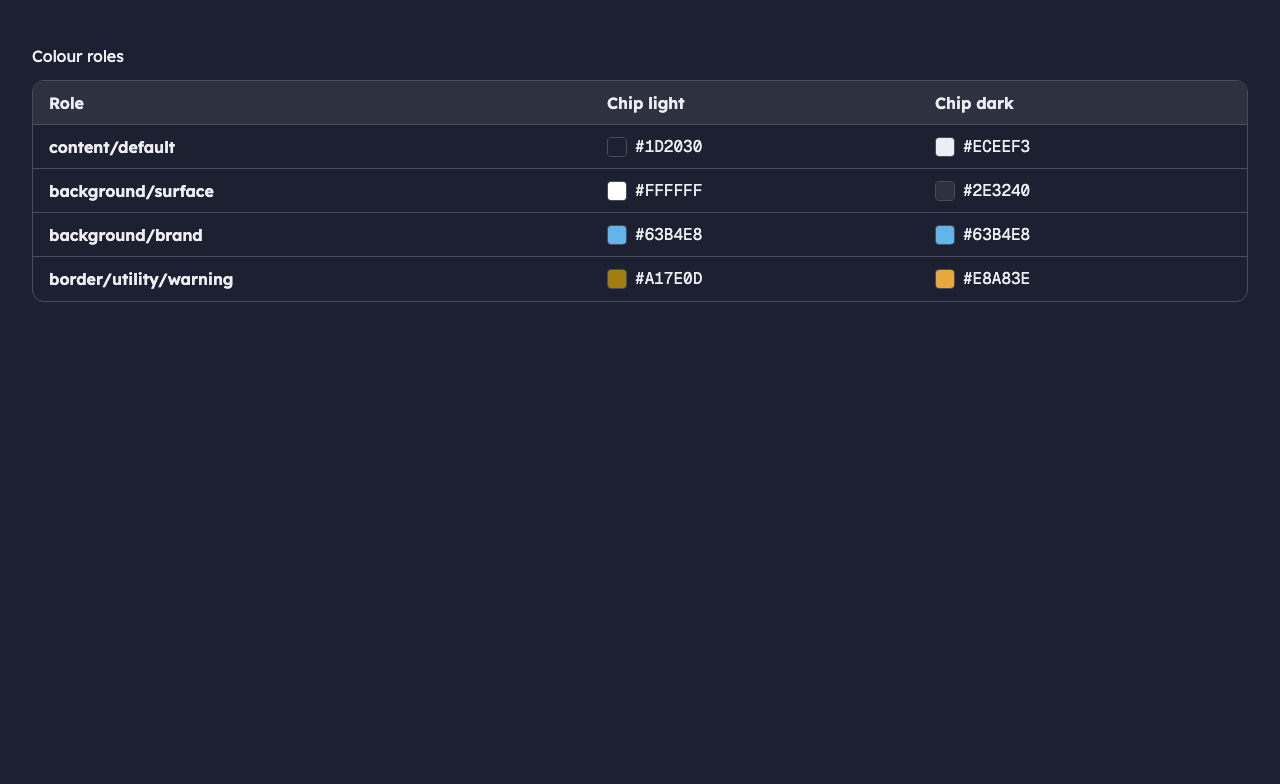 Colour roles
Role Chip light Chip dark
content/default #1D2030 #ECEEF3
background/surface #FFFFFF #2E3240
background/brand #63B4E8 #63B4E8
border/utility/warning #A17E0D #E8A83E